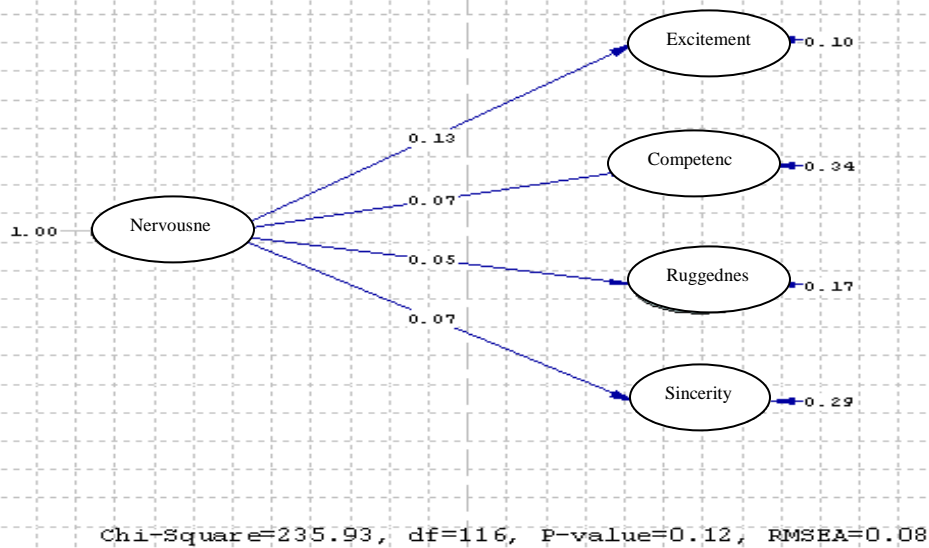 Excitement
0.10
0.13
Competenc
0.34
0.07
Nervousne
1.00
0.05
Ruggednes
0.17
0.07
Sincerity
0.29
Chi-Square=235.93, df=116, P-value=0.12, RMSEA=0.08